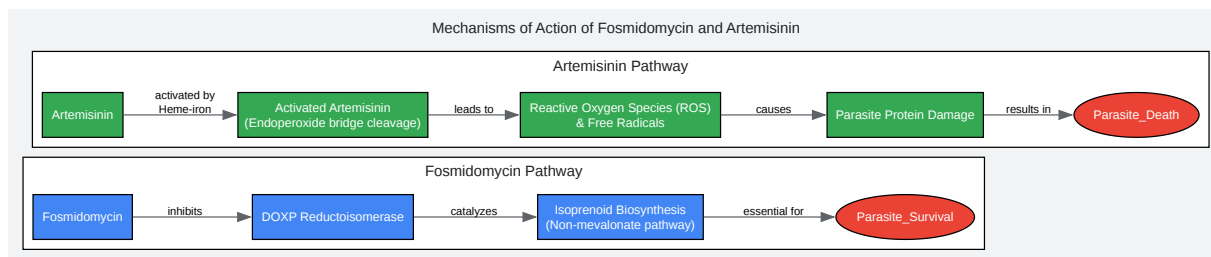 Mechanisms of Action of Fosmidomycin and Artemisinin
Artemisinin Pathway
Artemisinin
activated by
Heme-iron
Activated Artemisinin
(Endoperoxide bridge cleavage)
leads to
Reactive Oxygen Species (ROS)
& Free Radicals
causes
Parasite Protein Damage
results in
Parasite_Death
Fosmidomycin Pathway
Fosmidomycin
inhibits
DOXP Reductoisomerase
catalyzes
Isoprenoid Biosynthesis
(Non-mevalonate pathway)
essential for
Parasite_Survival